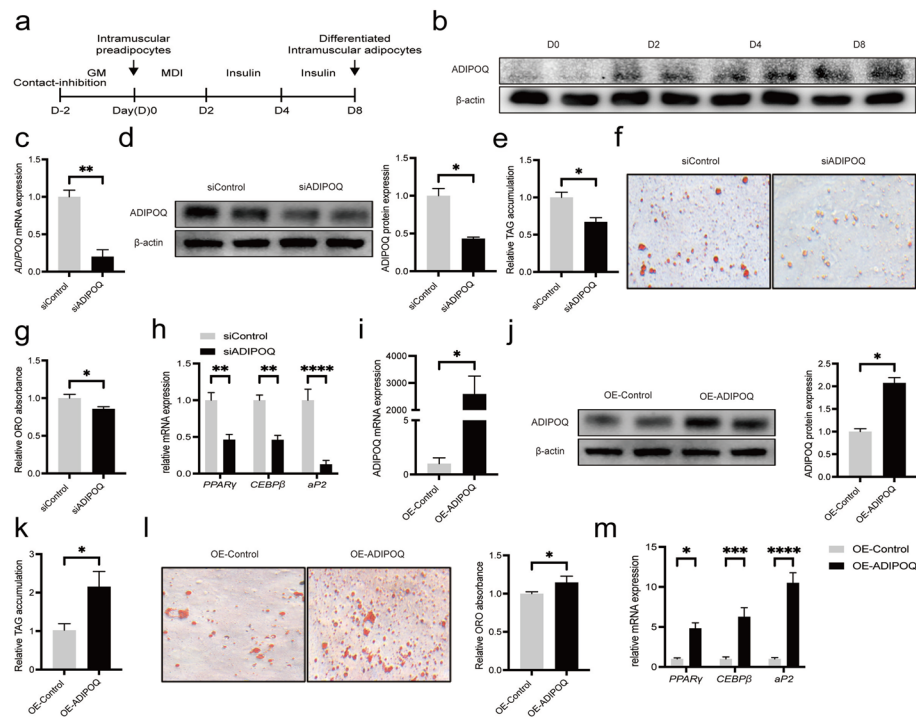 a
Intramuscular
preadipocytes
Differentiated
Intramuscular adipocytes
GM
MDI
Insulin
Insulin
Contact-inhibition
D-2
Day(D)0
D2
D4
D8
b
D0
D2
D4
D8
ADIPOQ
β-actin
c
ADIPOQ mRNA expression
1.5
1.0
0.5
0.0
**
siControl
siADIPOQ
d
siControl
siADIPOQ
ADIPOQ
β-actin
ADIPOQ protein expressin
1.5
1.0
0.5
0.0
*
siControl
siADIPOQ
e
Relative TAG accumulation
1.5
1.0
0.5
0.0
*
siControl
siADIPOQ
f
siControl
siADIPOQ
g
Relative ORO absorbance
1.5
1.0
0.5
0.0
*
siControl
siADIPOQ
h
siControl
siADIPOQ
relative mRNA expression
1.5
1.0
0.5
0.0
**
**
****
PPARγ
CEBPβ
aP2
i
ADIPOQ mRNA expression
4000
3000
2000
5
0
*
OE-Control
OE-ADIPOQ
j
OE-Control
OE-ADIPOQ
ADIPOQ
β-actin
ADIPOQ protein expressin
2.5
2.0
1.5
1.0
0.5
0.0
*
OE-Control
OE-ADIPOQ
k
Relative TAG accumulation
3
2
1
0
*
OE-Control
OE-ADIPOQ
l
OE-Control
OE-ADIPOQ
Relative ORO absorbance
1.5
1.0
0.5
0.0
*
OE-Control
OE-ADIPOQ
m
OE-Control
OE-ADIPOQ
relative mRNA expression
15
10
5
0
*
***
****
PPARγ
CEBPβ
aP2